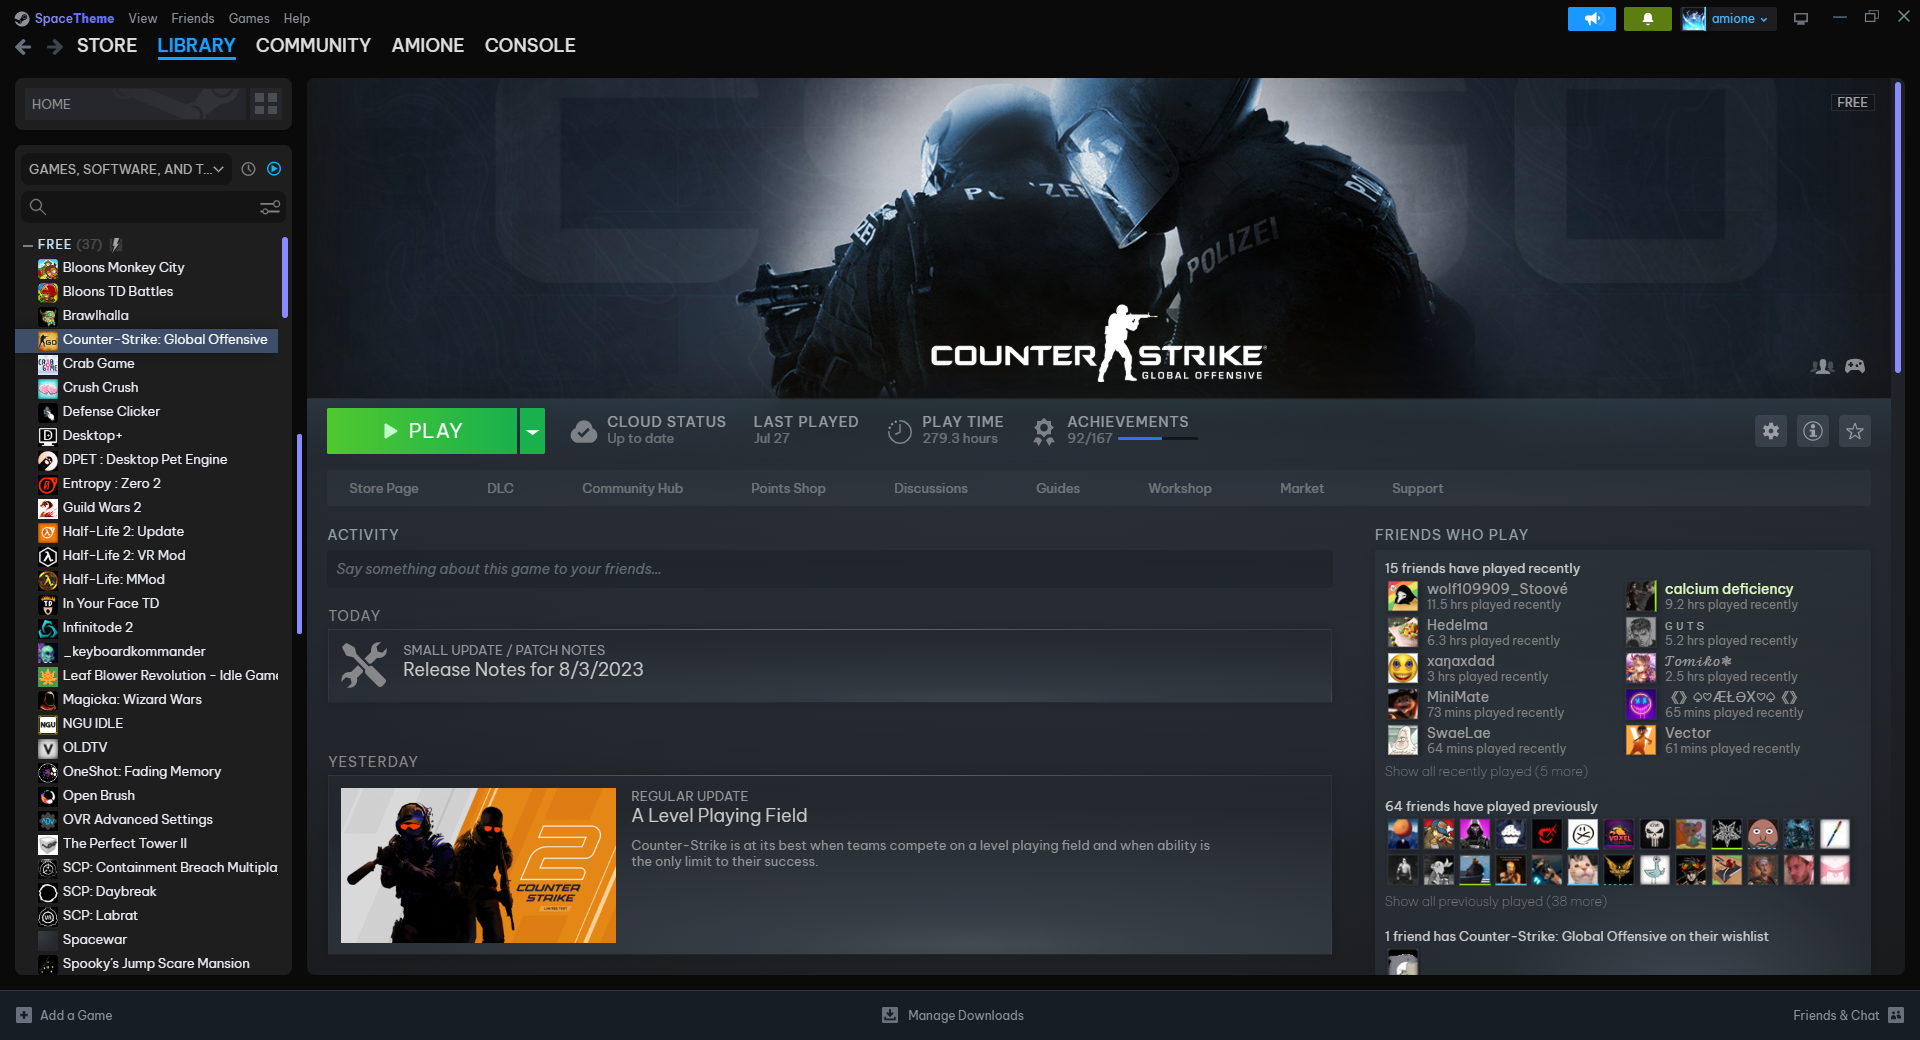 SpaceTheme View Friends Games Help
amione
STORE LIBRARY COMMUNITY AMIONE CONSOLE
HOME
GAMES, SOFTWARE, AND T...
FREE (37)
Bloons Monkey City
Bloons TD Battles
Brawlhalla
Counter-Strike: Global Offensive
Crab Game
Crush Crush
Defense Clicker
Desktop+
DPET : Desktop Pet Engine
Entropy : Zero 2
Guild Wars 2
Half-Life 2: Update
Half-Life 2: VR Mod
Half-Life: MMod
In Your Face TD
Infinitode 2
_keyboardkommander
Leaf Blower Revolution - Idle Game
Magicka: Wizard Wars
NGU IDLE
OLDTV
OneShot: Fading Memory
Open Brush
OVR Advanced Settings
The Perfect Tower II
SCP: Containment Breach Multipla
SCP: Daybreak
SCP: Labrat
Spacewar
Spooky's Jump Scare Mansion
FREE
POLIZEI
COUNTER STRIKE
GLOBAL OFFENSIVE
PLAY
CLOUD STATUS
Up to date
LAST PLAYED
Jul 27
PLAY TIME
279.3 hours
ACHIEVEMENTS
92/167
Store Page DLC Community Hub Points Shop Discussions Guides Workshop Market Support
ACTIVITY
Say something about this game to your friends...
TODAY
SMALL UPDATE / PATCH NOTES
Release Notes for 8/3/2023
YESTERDAY
2
COUNTER
STRIKE
LIMITED TEST
REGULAR UPDATE
A Level Playing Field
Counter-Strike is at its best when teams compete on a level playing field and when ability is
the only limit to their success.
FRIENDS WHO PLAY
15 friends have played recently
wolf109909_Stoové
11.5 hrs played recently
calcium deficiency
9.2 hrs played recently
Hedelma
6.3 hrs played recently
ɢ ᴜ ᴛ s
5.2 hrs played recently
xaηaxdad
3 hrs played recently
𝓣𝓸𝓶𝓲𝓴𝓸❃
2.5 hrs played recently
MiniMate
73 mins played recently
⟪⟫ ♤♡ÆŁƏX♡♤ ⟪⟫
65 mins played recently
SwaeLae
64 mins played recently
Vector
61 mins played recently
Show all recently played (5 more)
64 friends have played previously
Show all previously played (38 more)
1 friend has Counter-Strike: Global Offensive on their wishlist
Add a Game
Manage Downloads
Friends & Chat